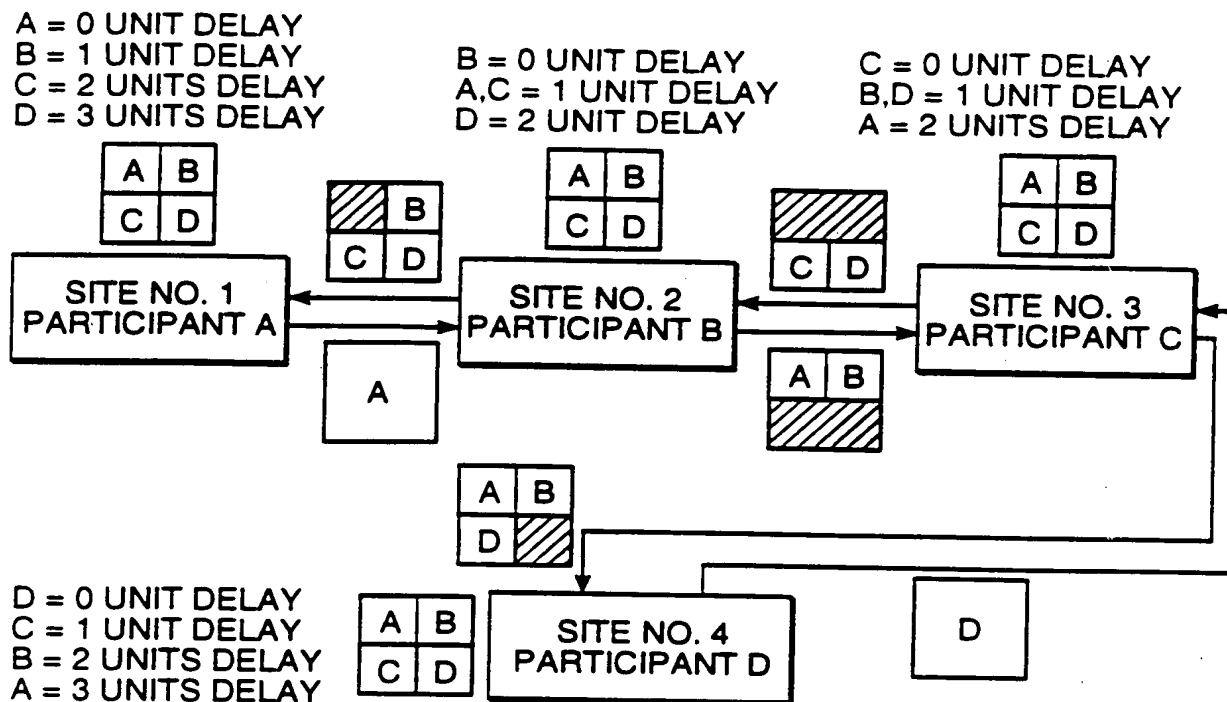 A = 0 UNIT DELAY
B = 1 UNIT DELAY
C = 2 UNITS DELAY
D = 3 UNITS DELAY
B = 0 UNIT DELAY
A,C = 1 UNIT DELAY
D = 2 UNIT DELAY
C = 0 UNIT DELAY
B,D = 1 UNIT DELAY
A = 2 UNITS DELAY
A B
C D
B
C D
A B
C D
C D
A B
C D
SITE NO. 1
PARTICIPANT A
SITE NO. 2
PARTICIPANT B
SITE NO. 3
PARTICIPANT C
A
A B
A B
D
D = 0 UNIT DELAY
C = 1 UNIT DELAY
B = 2 UNITS DELAY
A = 3 UNITS DELAY
A B
C D
SITE NO. 4
PARTICIPANT D
D